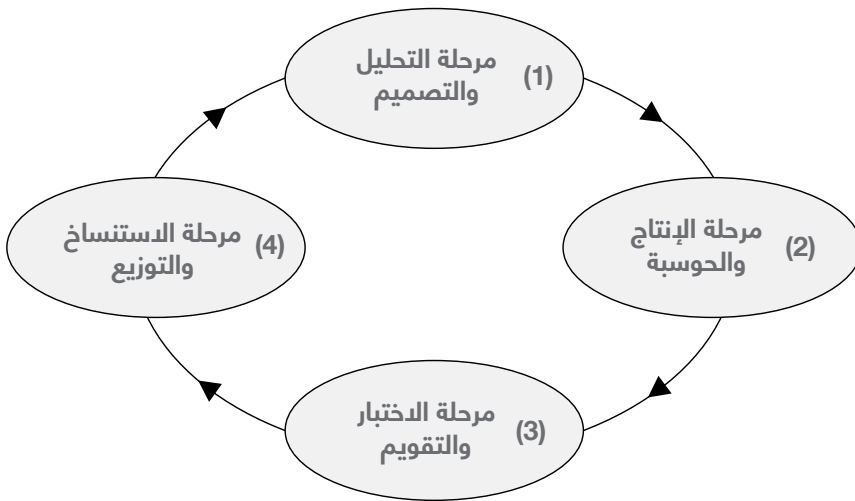 (1) مرحلة التحليل
والتصميم
(2) مرحلة الإنتاج
والحوسبة
(3) مرحلة الاختبار
والتقويم
(4) مرحلة الاستنساخ
والتوزيع